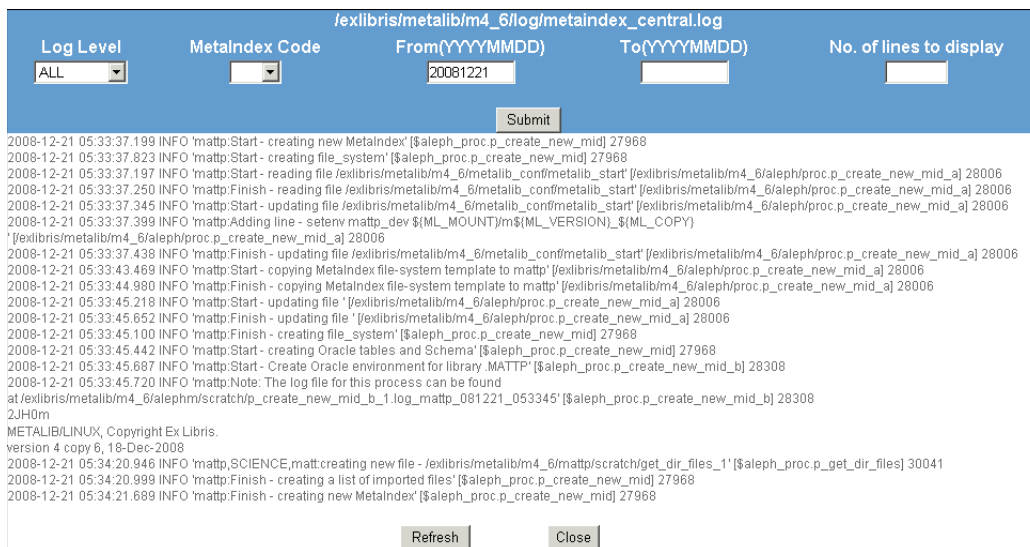 /exlibris/metalib/m4_6/log/metaindex_central.log
Log Level MetaIndex Code From(YYYYMMDD) To(YYYYMMDD) No. of lines to display
ALL 20081221
Submit
2008-12-21 05:33:37.199 INFO 'mattp:Start - creating new MetaIndex' [$aleph_proc.p_create_new_mid] 27968
2008-12-21 05:33:37.823 INFO 'mattp:Start - creating file_system' [$aleph_proc.p_create_new_mid] 27968
2008-12-21 05:33:37.197 INFO 'mattp:Start - reading file /exlibris/metalib/m4_6/metalib_conf/metalib_start' [/exlibris/metalib/m4_6/aleph/proc.p_create_new_mid_a] 28006
2008-12-21 05:33:37.250 INFO 'mattp:Finish - reading file /exlibris/metalib/m4_6/metalib_conf/metalib_start' [/exlibris/metalib/m4_6/aleph/proc.p_create_new_mid_a] 28006
2008-12-21 05:33:37.345 INFO 'mattp:Start - updating file /exlibris/metalib/m4_6/metalib_conf/metalib_start' [/exlibris/metalib/m4_6/aleph/proc.p_create_new_mid_a] 28006
2008-12-21 05:33:37.399 INFO 'mattp:Adding line - setenv mattp_dev ${ML_MOUNT}/m${ML_VERSION}_${ML_COPY}
' [/exlibris/metalib/m4_6/aleph/proc.p_create_new_mid_a] 28006
2008-12-21 05:33:37.438 INFO 'mattp:Finish - updating file /exlibris/metalib/m4_6/metalib_conf/metalib_start' [/exlibris/metalib/m4_6/aleph/proc.p_create_new_mid_a] 28006
2008-12-21 05:33:43.469 INFO 'mattp:Start - copying MetaIndex file-system template to mattp' [/exlibris/metalib/m4_6/aleph/proc.p_create_new_mid_a] 28006
2008-12-21 05:33:44.980 INFO 'mattp:Finish - copying MetaIndex file-system template to mattp' [/exlibris/metalib/m4_6/aleph/proc.p_create_new_mid_a] 28006
2008-12-21 05:33:45.218 INFO 'mattp:Start - updating file ' [/exlibris/metalib/m4_6/aleph/proc.p_create_new_mid_a] 28006
2008-12-21 05:33:45.652 INFO 'mattp:Finish - updating file ' [/exlibris/metalib/m4_6/aleph/proc.p_create_new_mid_a] 28006
2008-12-21 05:33:45.100 INFO 'mattp:Finish - creating file_system' [$aleph_proc.p_create_new_mid] 27968
2008-12-21 05:33:45.442 INFO 'mattp:Start - creating Oracle tables and Schema' [$aleph_proc.p_create_new_mid] 27968
2008-12-21 05:33:45.687 INFO 'mattp:Start - Create Oracle environment for library .MATTP' [$aleph_proc.p_create_new_mid_b] 28308
2008-12-21 05:33:45.720 INFO 'mattp:Note: The log file for this process can be found
at /exlibris/metalib/m4_6/alephm/scratch/p_create_new_mid_b_1.log_mattp_081221_053345' [$aleph_proc.p_create_new_mid_b] 28308
2JH0m
METALIB/LINUX, Copyright Ex Libris.
version 4 copy 6, 18-Dec-2008
2008-12-21 05:34:20.946 INFO 'mattp,SCIENCE,matt:creating new file - /exlibris/metalib/m4_6/mattp/scratch/get_dir_files_1' [$aleph_proc.p_get_dir_files] 30041
2008-12-21 05:34:20.999 INFO 'mattp:Finish - creating a list of imported files' [$aleph_proc.p_create_new_mid] 27968
2008-12-21 05:34:21.689 INFO 'mattp:Finish - creating new MetaIndex' [$aleph_proc.p_create_new_mid] 27968
Refresh Close